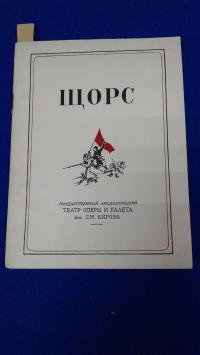 ЩОРС
ГОСУДАРСТВЕННЫЙ АКАДЕМИЧЕСКИЙ
ТЕАТР ОПЕРЫ И БАЛЕТА
им. С.М. КИРОВА